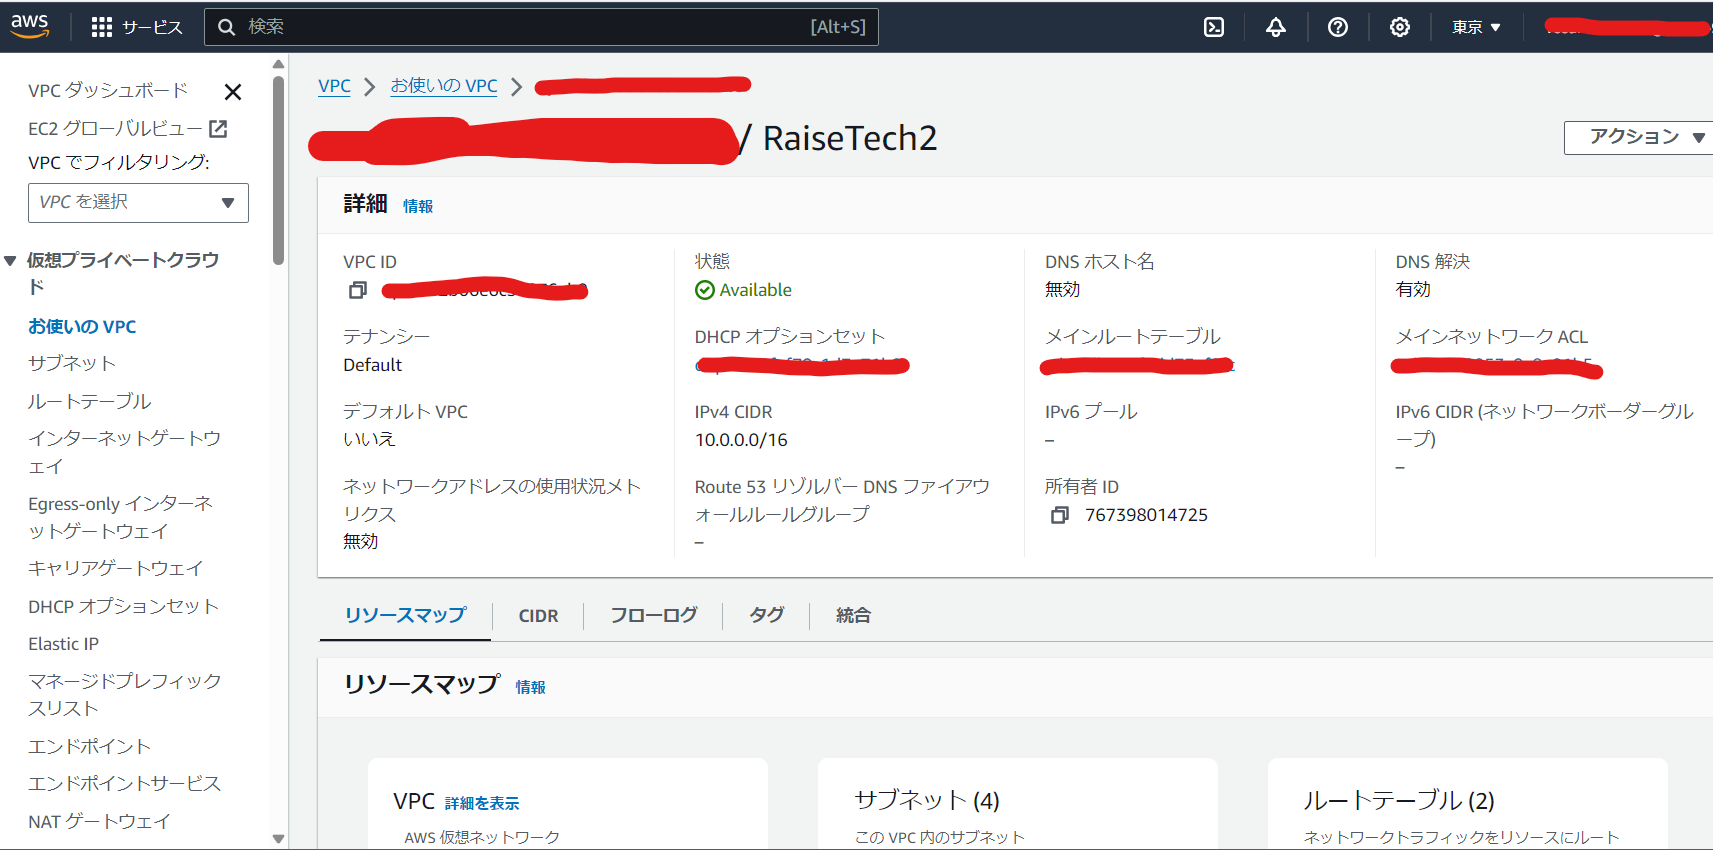 aws
サービス
検索
[Alt+S]
東京
VPC ダッシュボード
EC2 グローバルビュー
VPC でフィルタリング:
VPC を選択
仮想プライベートクラウ
ド
お使いの VPC
サブネット
ルートテーブル
インターネットゲートウ
ェイ
Egress-only インターネ
ットゲートウェイ
キャリアゲートウェイ
DHCP オプションセット
Elastic IP
マネージドプレフィック
スリスト
エンドポイント
エンドポイントサービス
NAT ゲートウェイ
VPC
お使いの VPC
/ RaiseTech2
アクション
詳細 情報
VPC ID
状態
Available
DNS ホスト名
無効
DNS 解決
有効
テナンシー
Default
DHCP オプションセット
メインルートテーブル
メインネットワーク ACL
デフォルト VPC
いいえ
IPv4 CIDR
10.0.0.0/16
IPv6 プール
–
IPv6 CIDR (ネットワークボーダーグル
ープ)
–
ネットワークアドレスの使用状況メト
リクス
無効
Route 53 リゾルバー DNS ファイアウ
ォールルールグループ
–
所有者 ID
767398014725
リソースマップ
CIDR
フローログ
タグ
統合
リソースマップ 情報
VPC 詳細を表示
AWS 仮想ネットワーク
サブネット (4)
この VPC 内のサブネット
ルートテーブル (2)
ネットワークトラフィックをリソースにルート